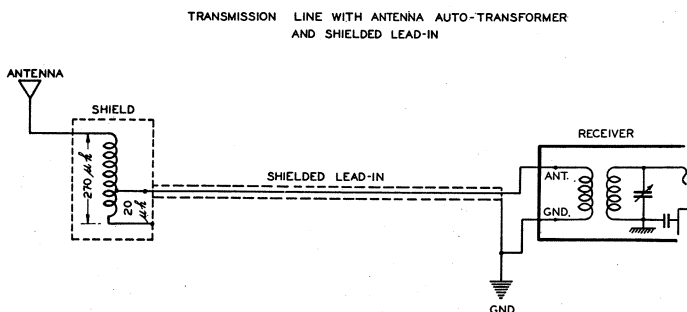 TRANSMISSION LINE WITH ANTENNA AUTO-TRANSFORMER
AND SHIELDED LEAD-IN
ANTENNA
SHIELD
270 μh
20 μh
SHIELDED LEAD-IN
GND
RECEIVER
ANT.
GND.